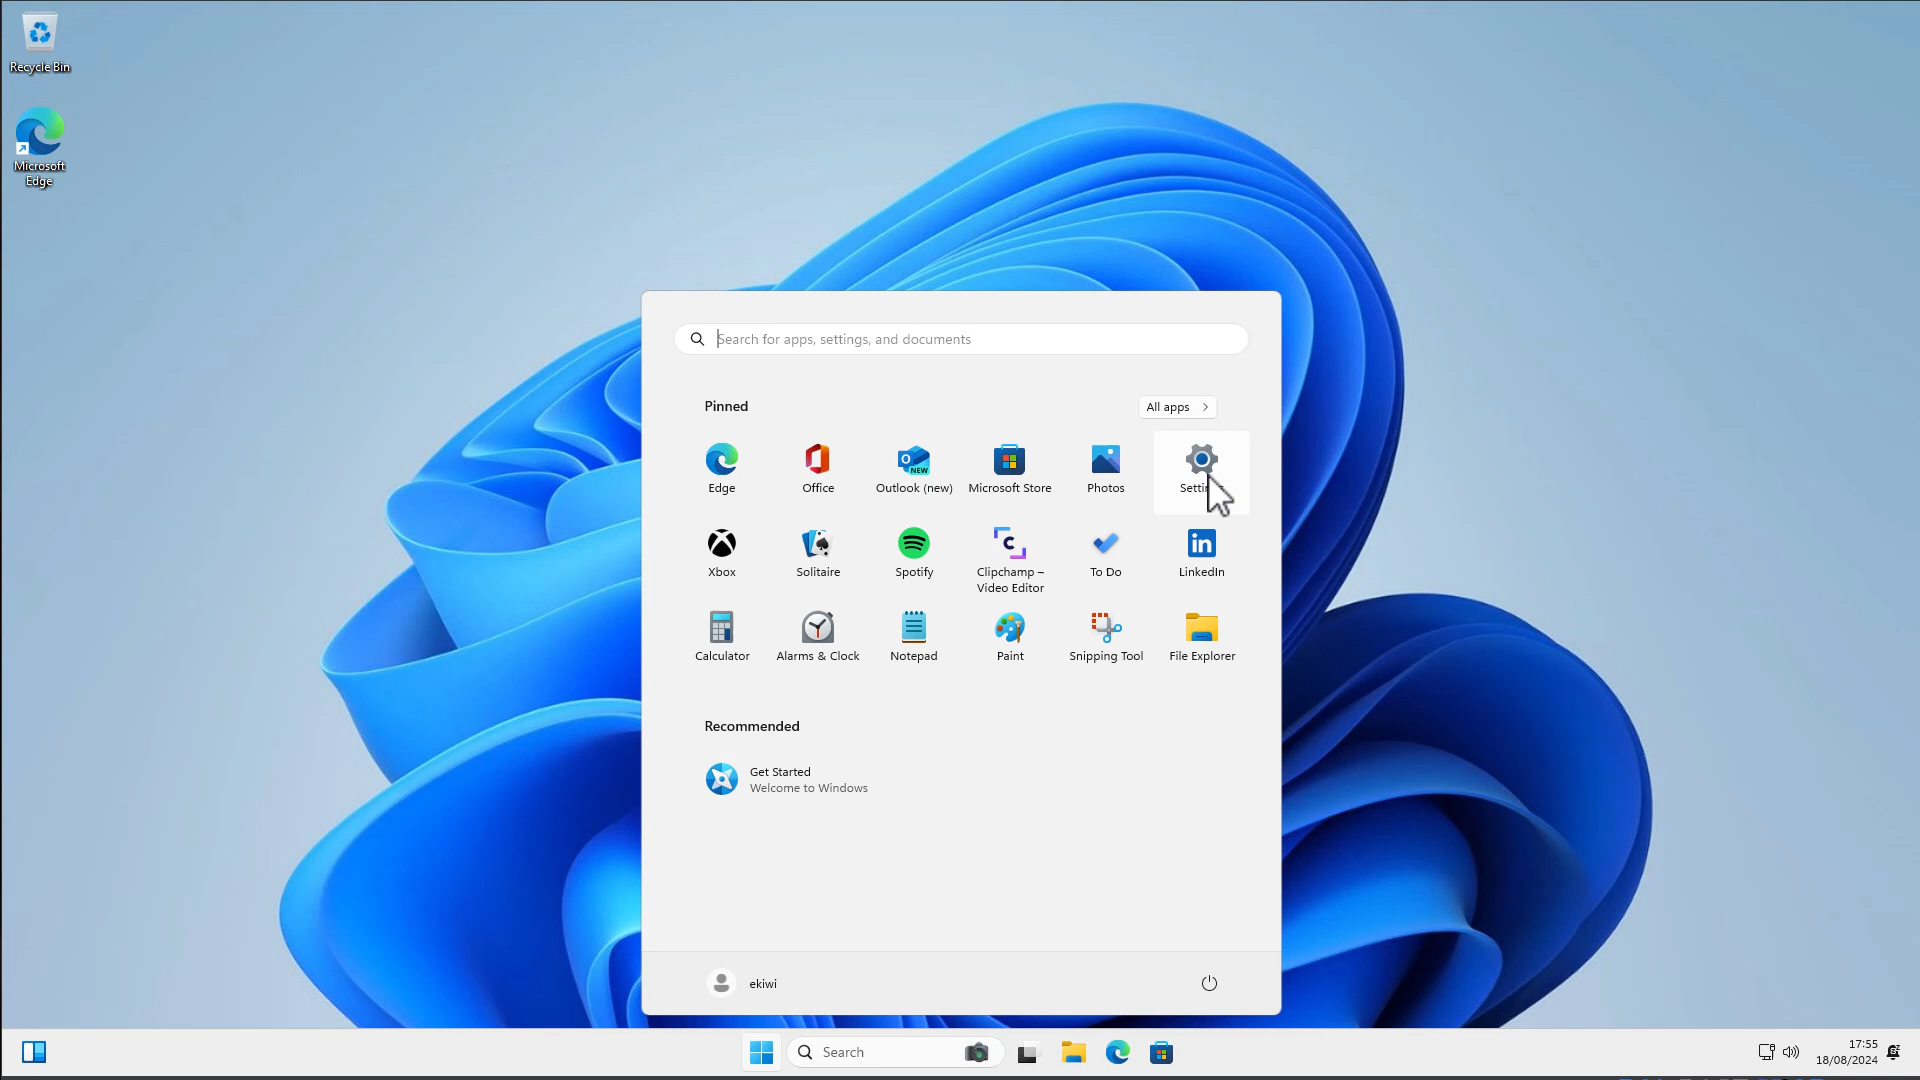 Recycle Bin
Microsoft
Edge
Search for apps, settings, and documents
Pinned
All apps
Edge
Office
Outlook (new)
Microsoft Store
Photos
NEW
Xbox
Solitaire
Spotify
Clipchamp –
Video Editor
To Do
LinkedIn
Calculator
Alarms & Clock
Notepad
Paint
Snipping Tool
File Explorer
Recommended
Get Started
Welcome to Windows
ekiwi
Search
17:55
18/08/2024